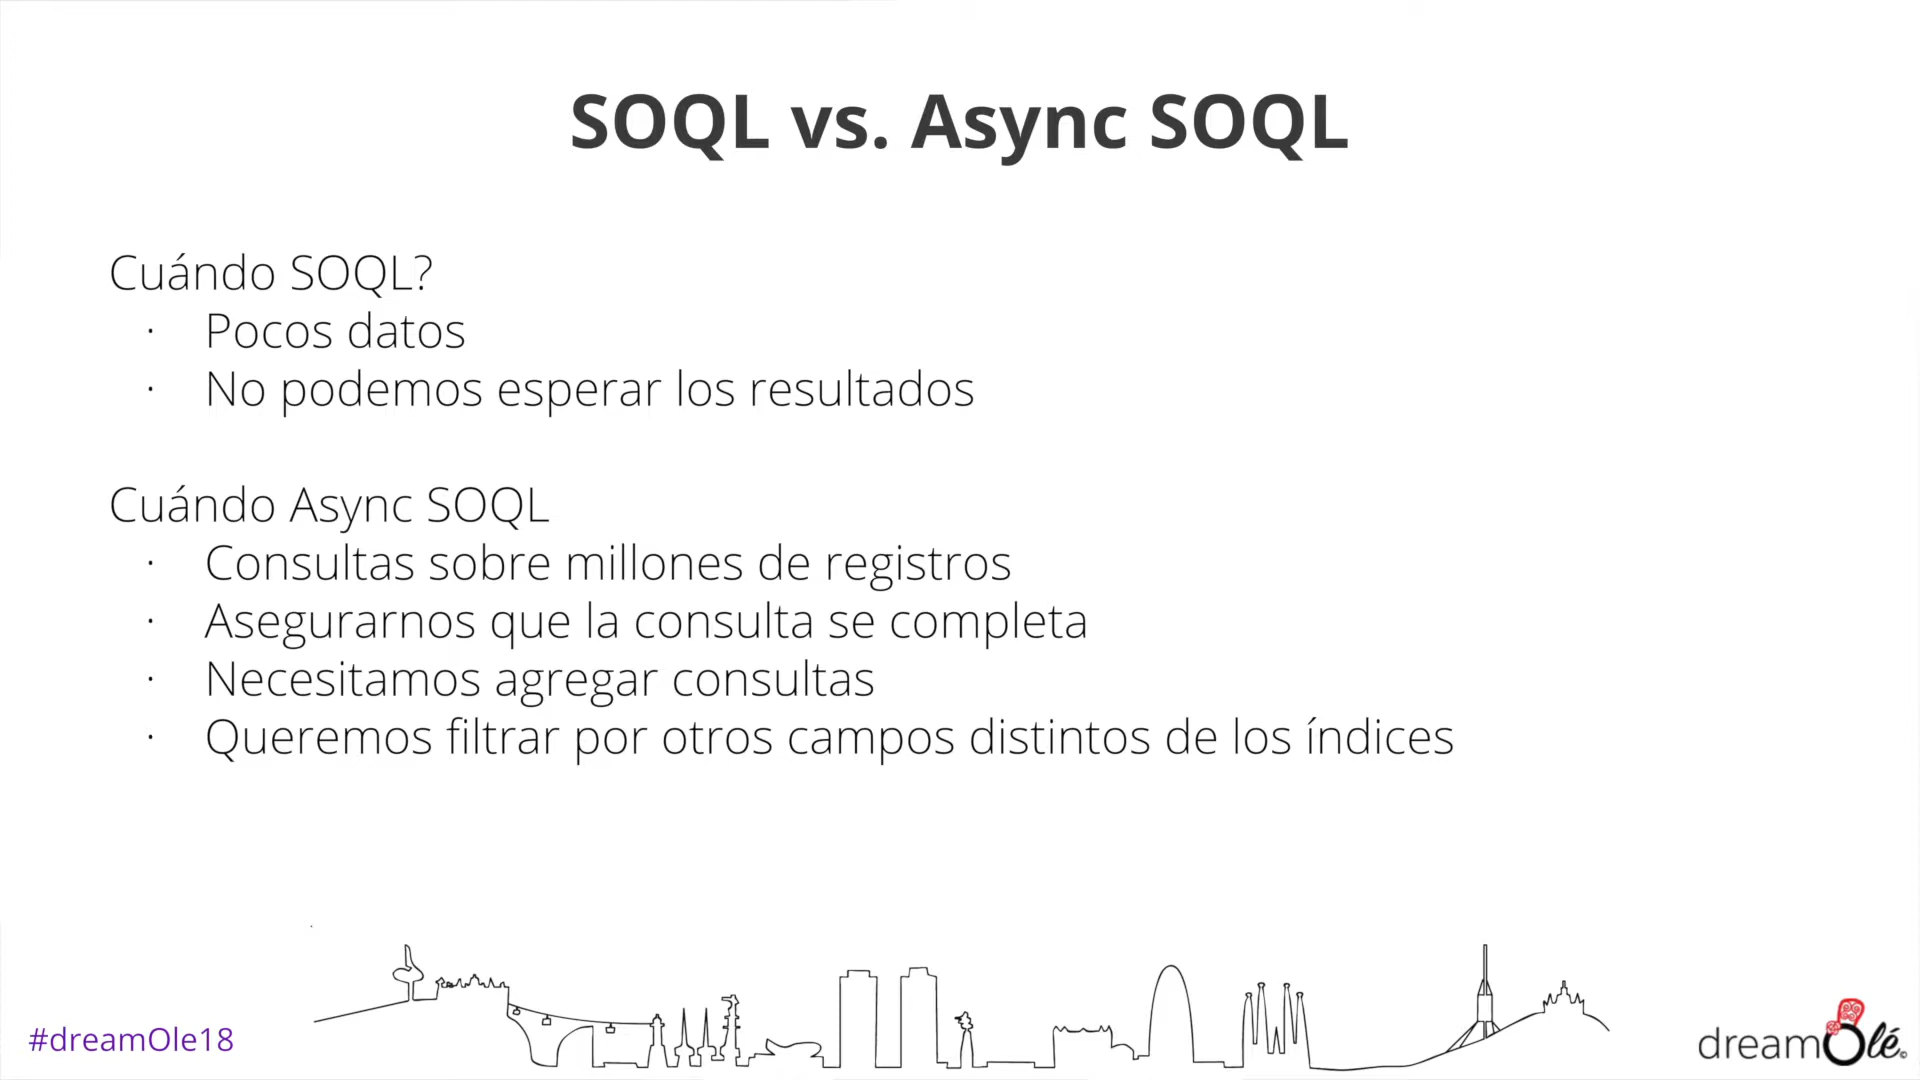 SOQL vs. Async SOQL
Cuándo SOQL?
· Pocos datos
· No podemos esperar los resultados
Cuándo Async SOQL
· Consultas sobre millones de registros
· Asegurarnos que la consulta se completa
· Necesitamos agregar consultas
· Queremos filtrar por otros campos distintos de los índices
#dreamOle18
dreamOlé©